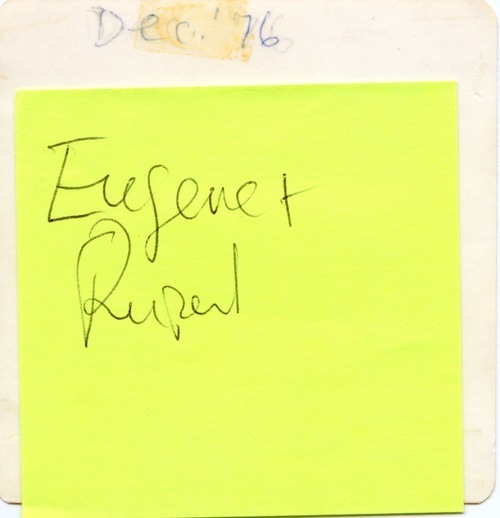 Dec. '76
Eugene +
Rupert